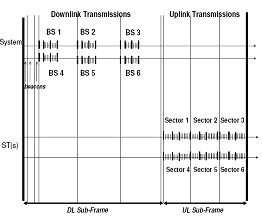 Downlink Transmissions Uplink Transmissions
BS 1 BS 2 BS 3
System
BS 4 BS 5 BS 6
beacons
Sector 1 Sector 2 Sector 3
ST(s)
Sector 4 Sector 5 Sector 6
DL Sub-Frame UL Sub-Frame